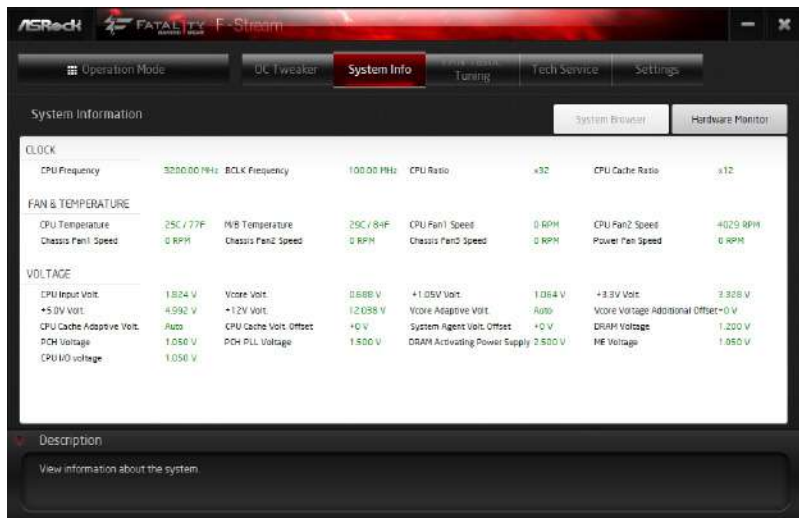 ASRock FATAL1TY F-Stream
Operation Mode OC Tweaker System Info FAN-Tastic Tuning Tech Service Settings
System Information System Browser Hardware Monitor
CLOCK
CPU Frequency 3200.00 MHz BCLK Frequency 100.00 MHz CPU Ratio x32 CPU Cache Ratio x12
FAN & TEMPERATURE
CPU Temperature 25C / 77F M/B Temperature 29C / 84F CPU Fan1 Speed 0 RPM CPU Fan2 Speed 4029 RPM
Chassis Fan1 Speed 0 RPM Chassis Fan2 Speed 0 RPM Chassis Fan3 Speed 0 RPM Power Fan Speed 0 RPM
VOLTAGE
CPU Input Volt. 1.824 V Vcore Volt. 0.688 V +1.05V Volt. 1.064 V +3.3V Volt. 3.328 V
+5.0V Volt. 4.992 V +12V Volt. 12.038 V Vcore Adaptive Volt. Auto Vcore Voltage Additional Offset +0 V
CPU Cache Adaptive Volt. Auto CPU Cache Volt. Offset +0 V System Agent Volt. Offset +0 V DRAM Voltage 1.200 V
PCH Voltage 1.050 V PCH PLL Voltage 1.500 V DRAM Activating Power Supply 2.500 V ME Voltage 1.050 V
CPU I/O voltage 1.050 V
Description
View information about the system.